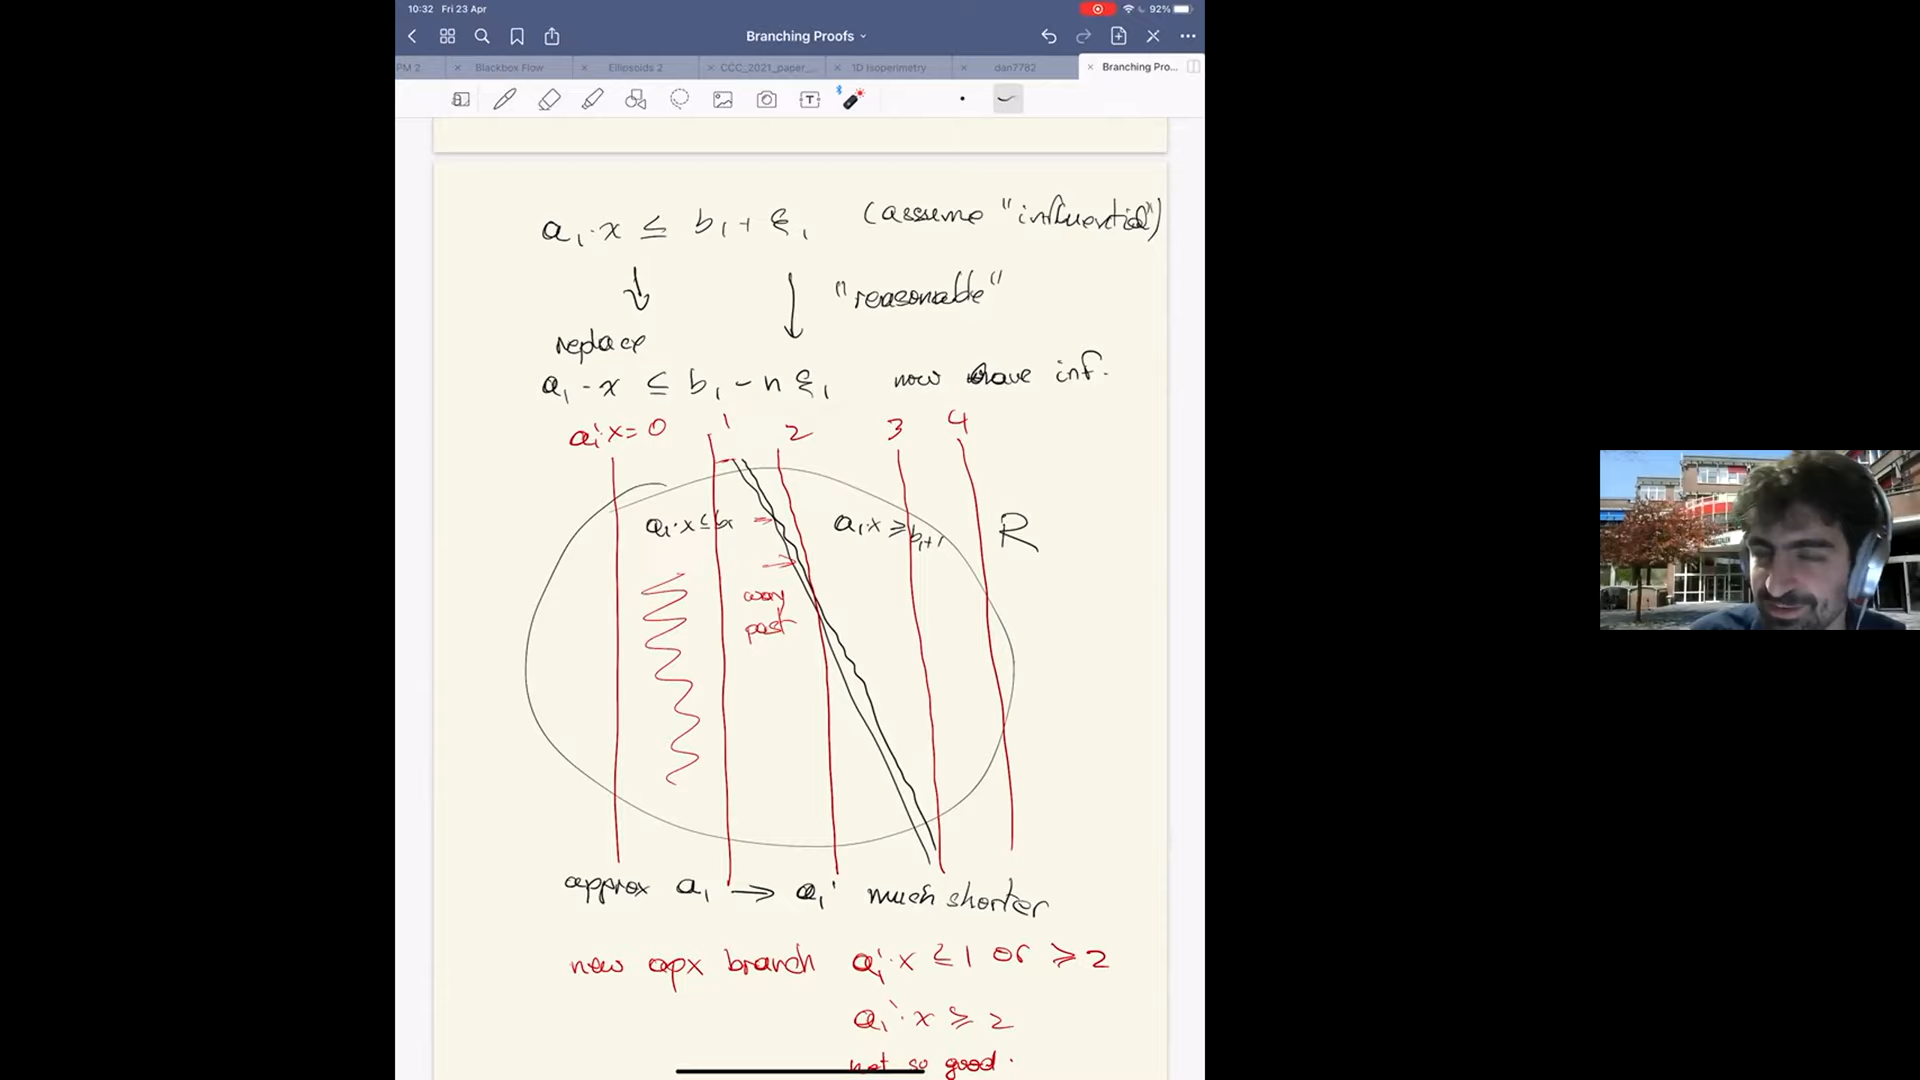 10:32 Fri 23 Apr
92%
Branching Proofs
PM 2
Blackbox Flow
Ellipsoids 2
CCC_2021_paper_...
1D Isoperimetry
dan7782
Branching Pro...
a₁·x ≤ b₁ + ε₁ (assume "influential")
"reasonable"
replace
a₁·x ≤ b₁ - n ε₁ now have inf.
a₁'·x = 0 1 2 3 4
a₁·x ≤ b₁ a₁·x ≥ b₁+1 R
way
past
approx a₁ → a₁' much shorter
new apx branch a₁'·x ≤ 1 or ≥ 2
a₁'·x ≥ 2
not so good.